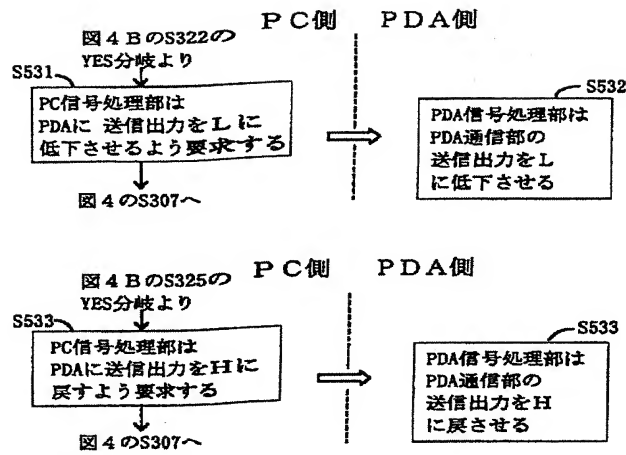 PC側
PDA側
図4BのS322の
YES分岐より
S531
PC信号処理部は
PDAに 送信出力をLに
低下させるよう要求する
図4のS307へ
S532
PDA信号処理部は
PDA通信部の
送信出力をL
に低下させる
PC側
PDA側
図4BのS325の
YES分岐より
S533
PC信号処理部は
PDAに送信出力をHに
戻すよう要求する
図4のS307へ
S533
PDA信号処理部は
PDA通信部の
送信出力をH
に戻させる